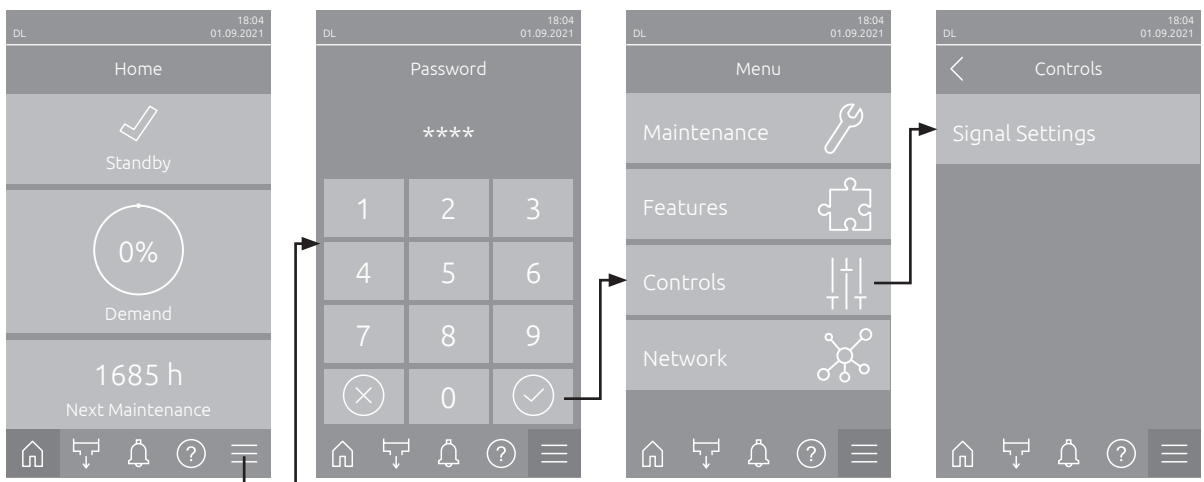 18:04
DL 01.09.2021
Home
Standby
0%
Demand
1685 h
Next Maintenance
?
18:04
DL 01.09.2021
Password
****
1 2 3
4 5 6
7 8 9
0
?
18:04
DL 01.09.2021
Menu
Maintenance
Features
Controls
Network
?
18:04
DL 01.09.2021
Controls
Signal Settings
?